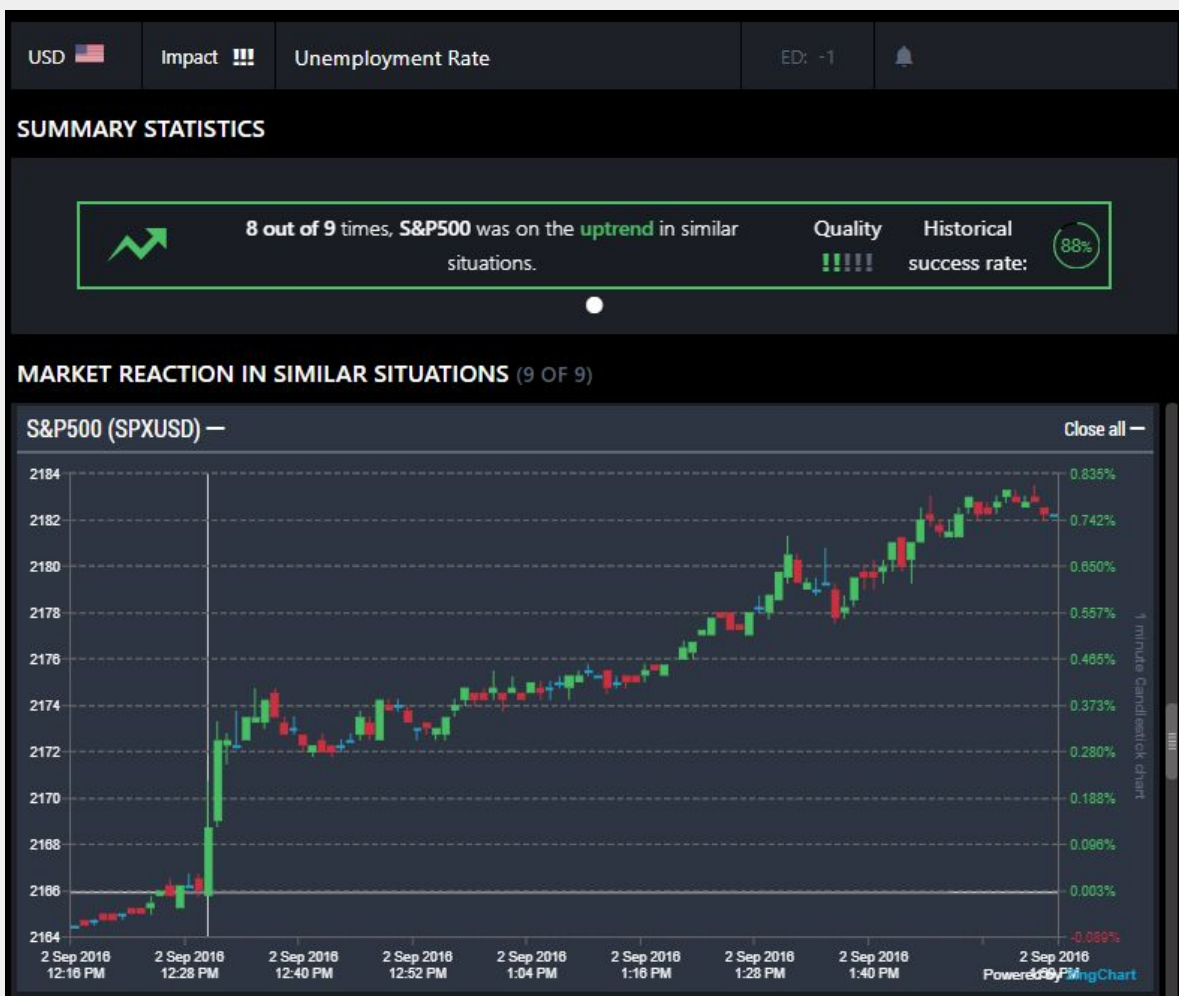 USD Impact !!! Unemployment Rate ED: -1
SUMMARY STATISTICS
8 out of 9 times, S&P500 was on the uptrend in similar
situations.
Quality
!!!!!
Historical
success rate:
88%
MARKET REACTION IN SIMILAR SITUATIONS (9 OF 9)
S&P500 (SPXUSD) — Close all —
2184 0.835%
2182 0.742%
2180 0.650%
2178 0.557%
2176 0.465%
2174 0.373%
2172 0.280%
2170 0.188%
2168 0.096%
2166 0.003%
2164 -0.089%
1 minute Candlestick chart
2 Sep 2016 2 Sep 2016 2 Sep 2016 2 Sep 2016 2 Sep 2016 2 Sep 2016 2 Sep 2016 2 Sep 2016 2 Sep 2016
12:16 PM 12:28 PM 12:40 PM 12:52 PM 1:04 PM 1:16 PM 1:28 PM 1:40 PM
Powered by ZingChart